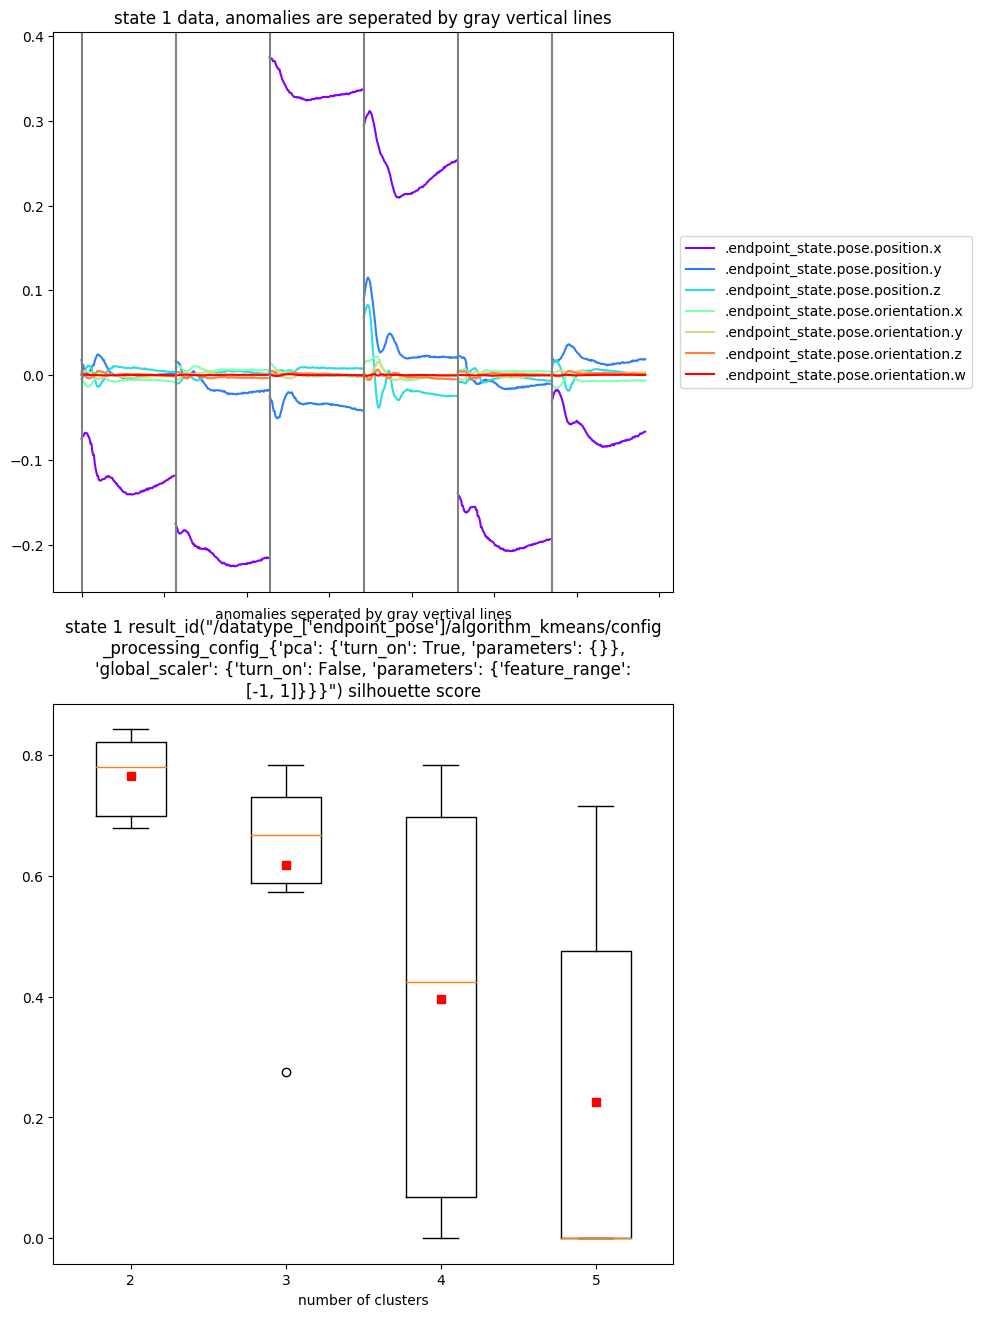 state 1 data, anomalies are seperated by gray vertical lines
0.4
0.3
0.2
0.1
0.0
−0.1
−0.2
.endpoint_state.pose.position.x
.endpoint_state.pose.position.y
.endpoint_state.pose.position.z
.endpoint_state.pose.orientation.x
.endpoint_state.pose.orientation.y
.endpoint_state.pose.orientation.z
.endpoint_state.pose.orientation.w
anomalies seperated by gray vertival lines
state 1 result_id("/datatype_['endpoint_pose']/algorithm_kmeans/config
_processing_config_{'pca': {'turn_on': True, 'parameters': {}},
'global_scaler': {'turn_on': False, 'parameters': {'feature_range':
[-1, 1]}}}") silhouette score
0.8
0.6
0.4
0.2
0.0
2 3 4 5
number of clusters